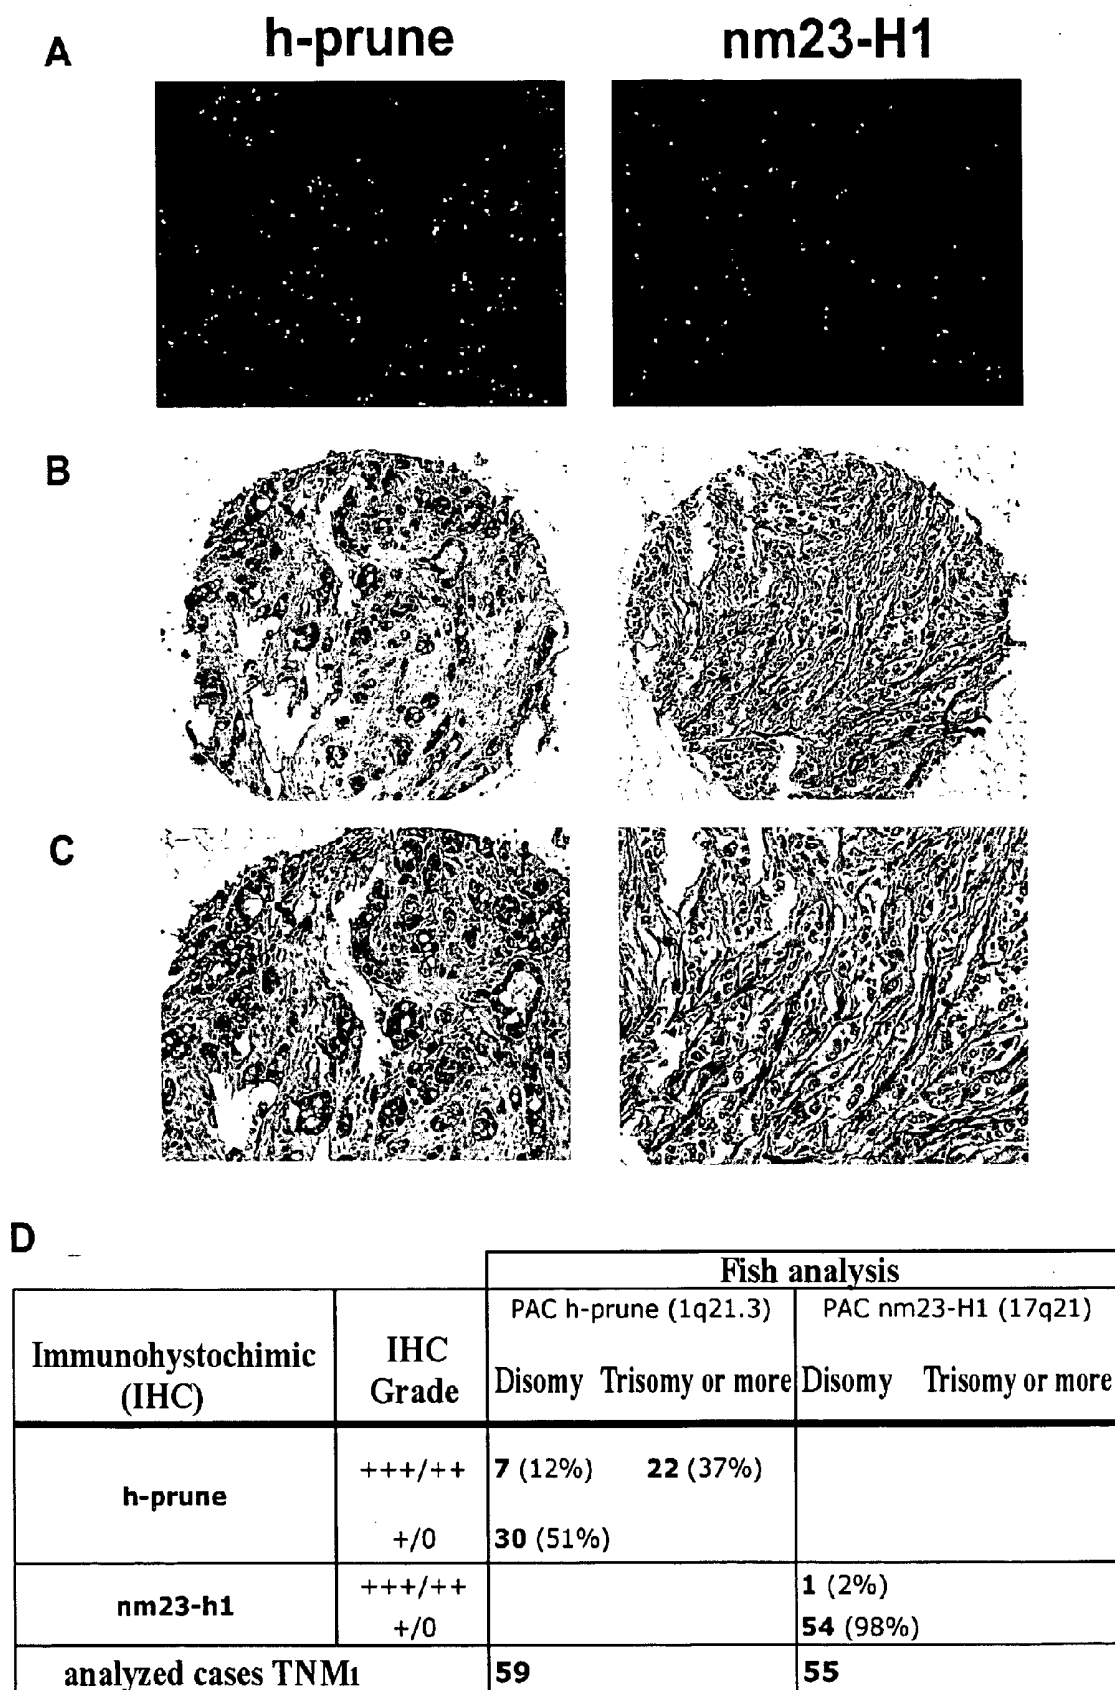 A
h-prune
nm23-H1
B
C
D
Fish analysis
PAC h-prune (1q21.3)
PAC nm23-H1 (17q21)
Immunohystochimic
(IHC)
IHC
Grade
Disomy
Trisomy or more
Disomy
Trisomy or more
h-prune
+++/++
7 (12%)
22 (37%)
+/0
30 (51%)
nm23-h1
+++/++
1 (2%)
+/0
54 (98%)
analyzed cases TNM1
59
55